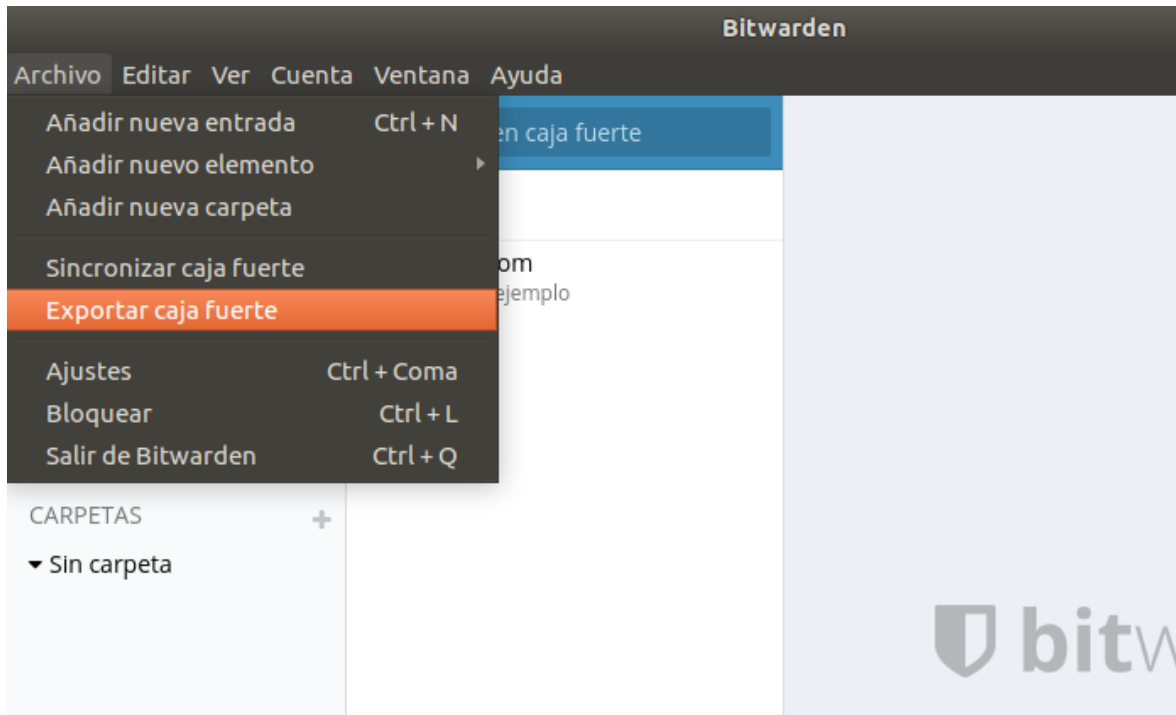 Bitwarden
Archivo Editar Ver Cuenta Ventana Ayuda
Añadir nueva entrada Ctrl + N
Añadir nuevo elemento
Añadir nueva carpeta
Sincronizar caja fuerte
Exportar caja fuerte
Ajustes Ctrl + Coma
Bloquear Ctrl + L
Salir de Bitwarden Ctrl + Q
en caja fuerte
om
ejemplo
CARPETAS
Sin carpeta
bitw